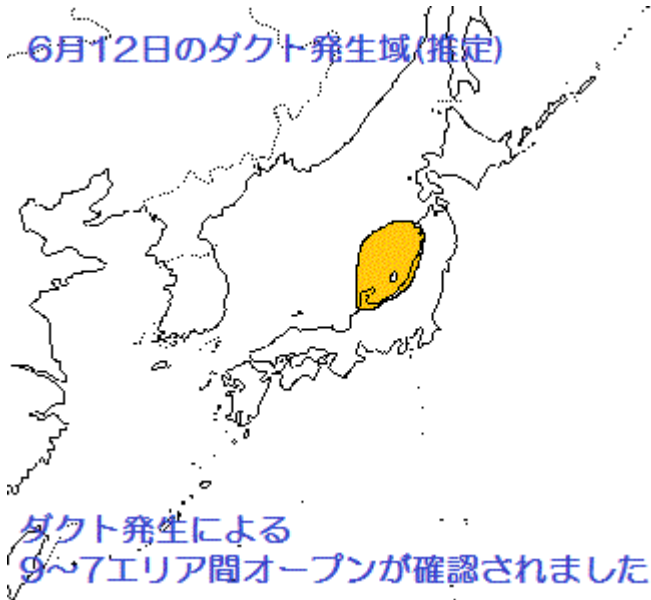 6月12日のダクト発生域(推定)
ダクト発生による
9～7エリア間オープンが確認されました